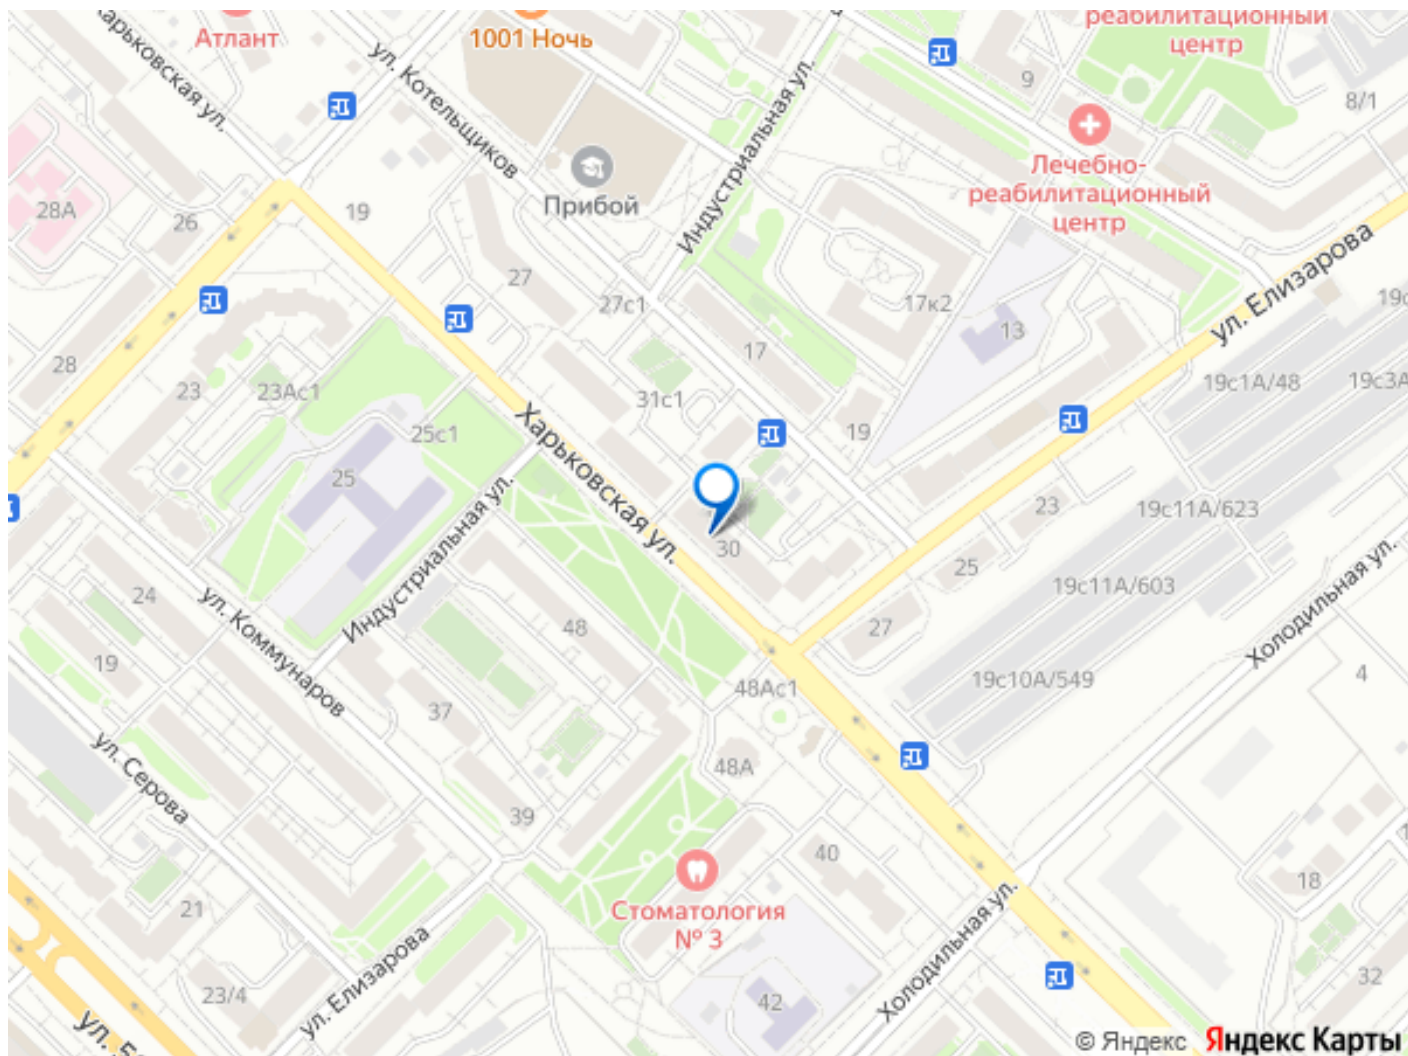 реабилитационный
центр
Атлант
1001 Ночь
ул. Котельщиков
Харьковская ул.
9
8/1
Индустриальная ул.
Лечебно-
реабилитационный
центр
Прибой
28А
26
19
27
27с1
17к2
13
ул. Елизарова
28
23
23Ас1
17
31с1
19с1А/48
25с1
Харьковская ул.
19
25
Индустриальная ул.
30
23
19с11А/623
25
19с11А/603
Холодильная ул.
24
ул. Коммунаров
48
27
19
37
48Ас1
19с10А/549
4
ул. Серова
48А
39
40
18
Стоматология
№ 3
21
ул. Елизарова
23/4
42
Холодильная ул.
32
© Яндекс Яндекс Карты